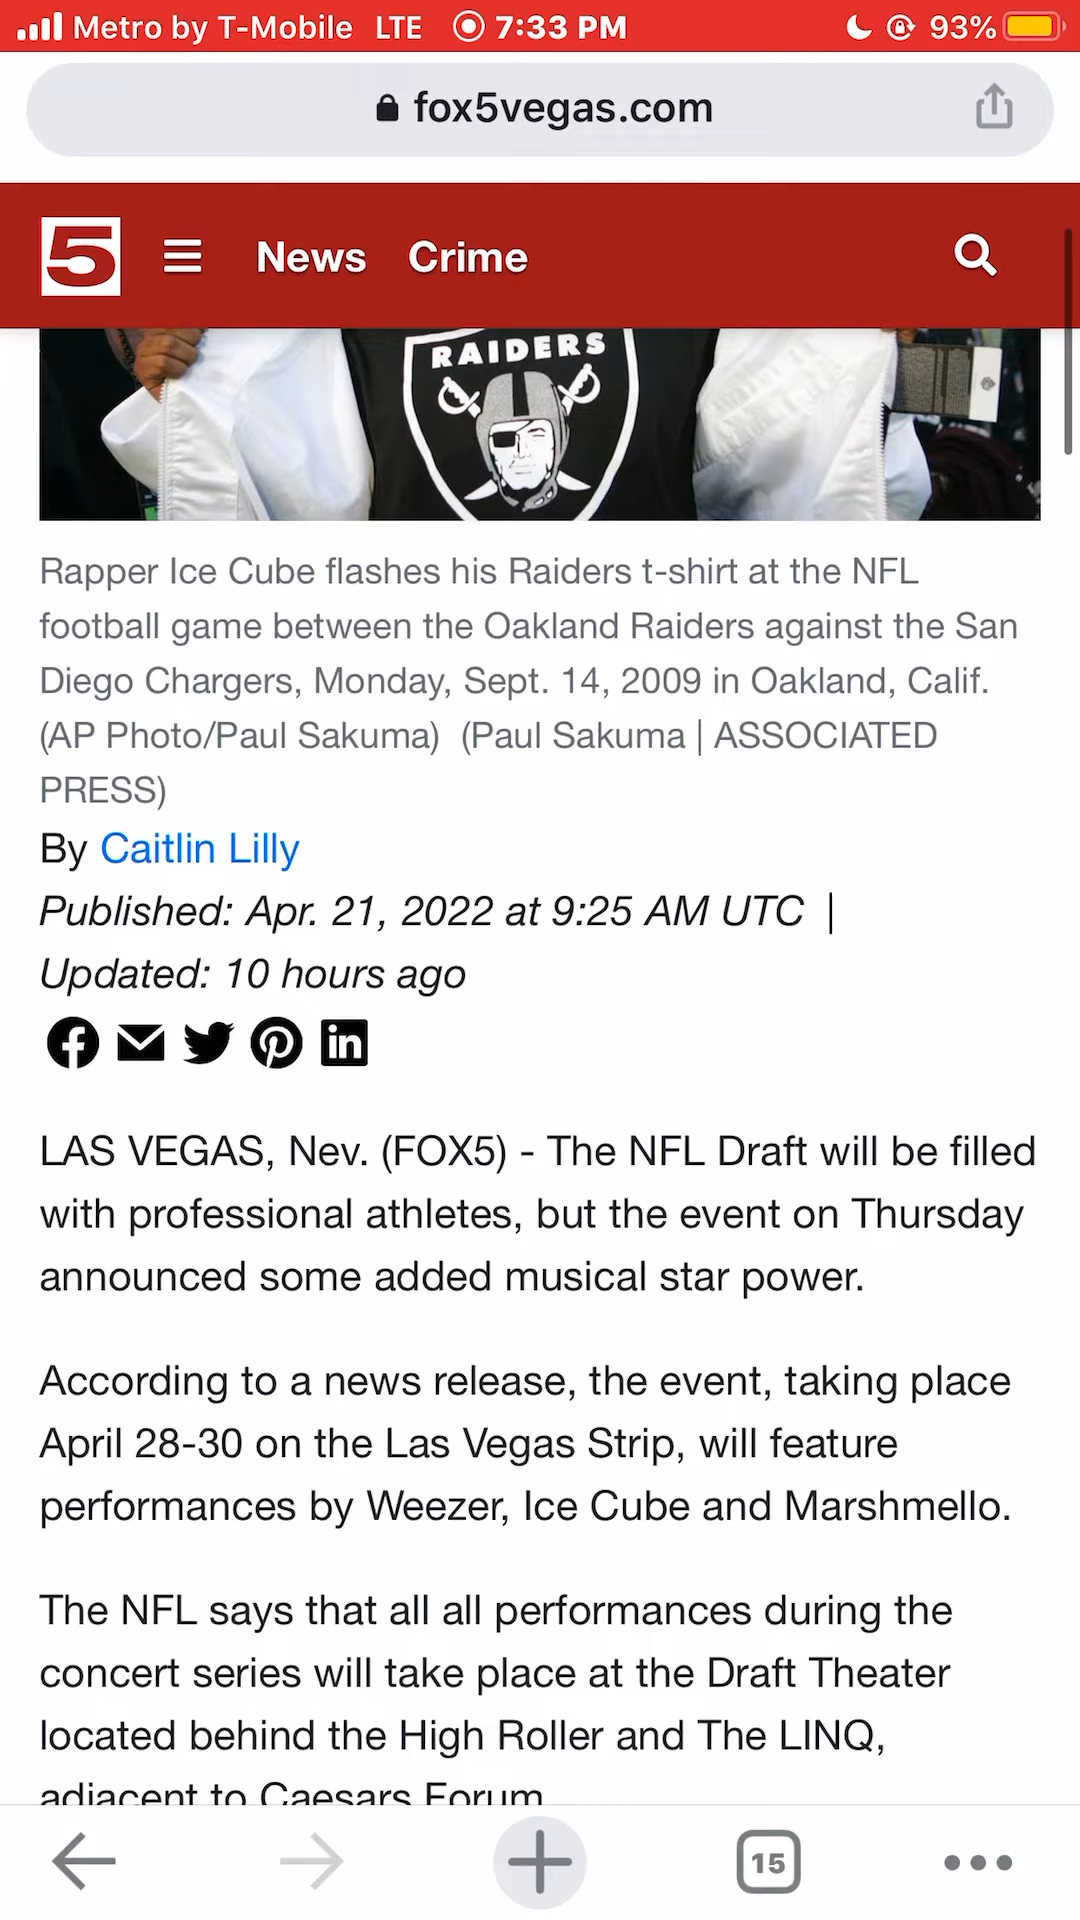 Metro by T-Mobile LTE 7:33 PM 93%
fox5vegas.com
5 News Crime
RAIDERS
Rapper Ice Cube flashes his Raiders t-shirt at the NFL
football game between the Oakland Raiders against the San
Diego Chargers, Monday, Sept. 14, 2009 in Oakland, Calif.
(AP Photo/Paul Sakuma) (Paul Sakuma | ASSOCIATED
PRESS)
By Caitlin Lilly
Published: Apr. 21, 2022 at 9:25 AM UTC |
Updated: 10 hours ago
LAS VEGAS, Nev. (FOX5) - The NFL Draft will be filled
with professional athletes, but the event on Thursday
announced some added musical star power.
According to a news release, the event, taking place
April 28-30 on the Las Vegas Strip, will feature
performances by Weezer, Ice Cube and Marshmello.
The NFL says that all all performances during the
concert series will take place at the Draft Theater
located behind the High Roller and The LINQ,
adjacent to Caesars Forum
15